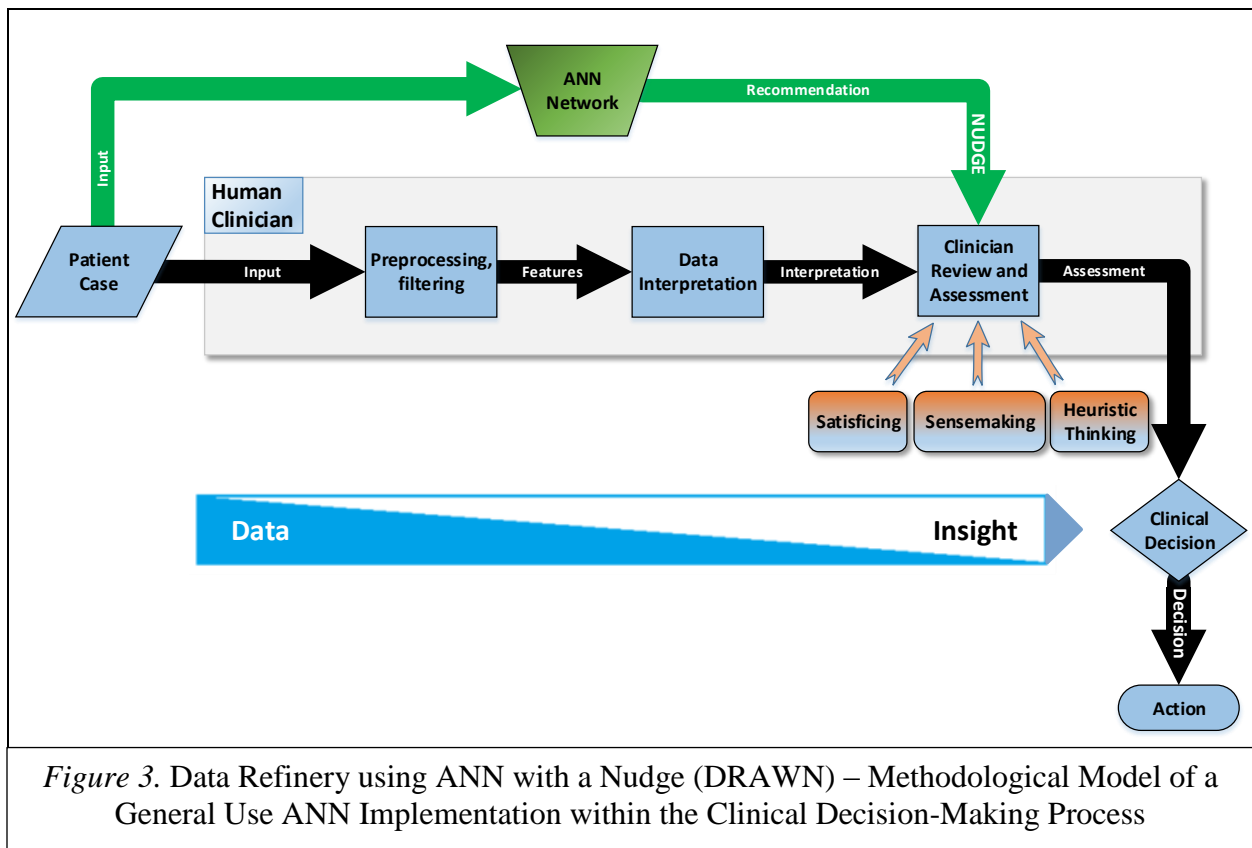 ANN
Network
Recommendation
NUDGE
Input
Human
Clinician
Patient
Case
Input
Preprocessing,
filtering
Features
Data
Interpretation
Interpretation
Clinician
Review and
Assessment
Assessment
Satisficing
Sensemaking
Heuristic
Thinking
Data
Insight
Clinical
Decision
Decision
Action
Figure 3. Data Refinery using ANN with a Nudge (DRAWN) – Methodological Model of a
General Use ANN Implementation within the Clinical Decision-Making Process